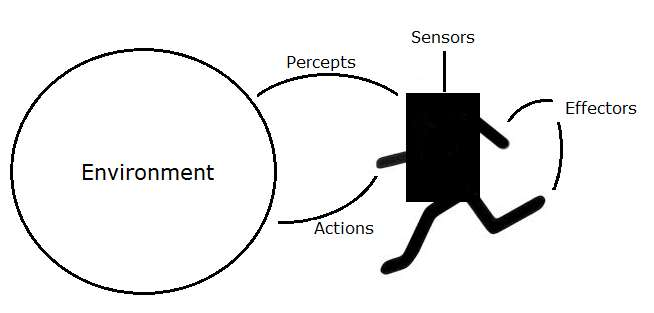 Sensors
Percepts
Effectors
Environment
Actions